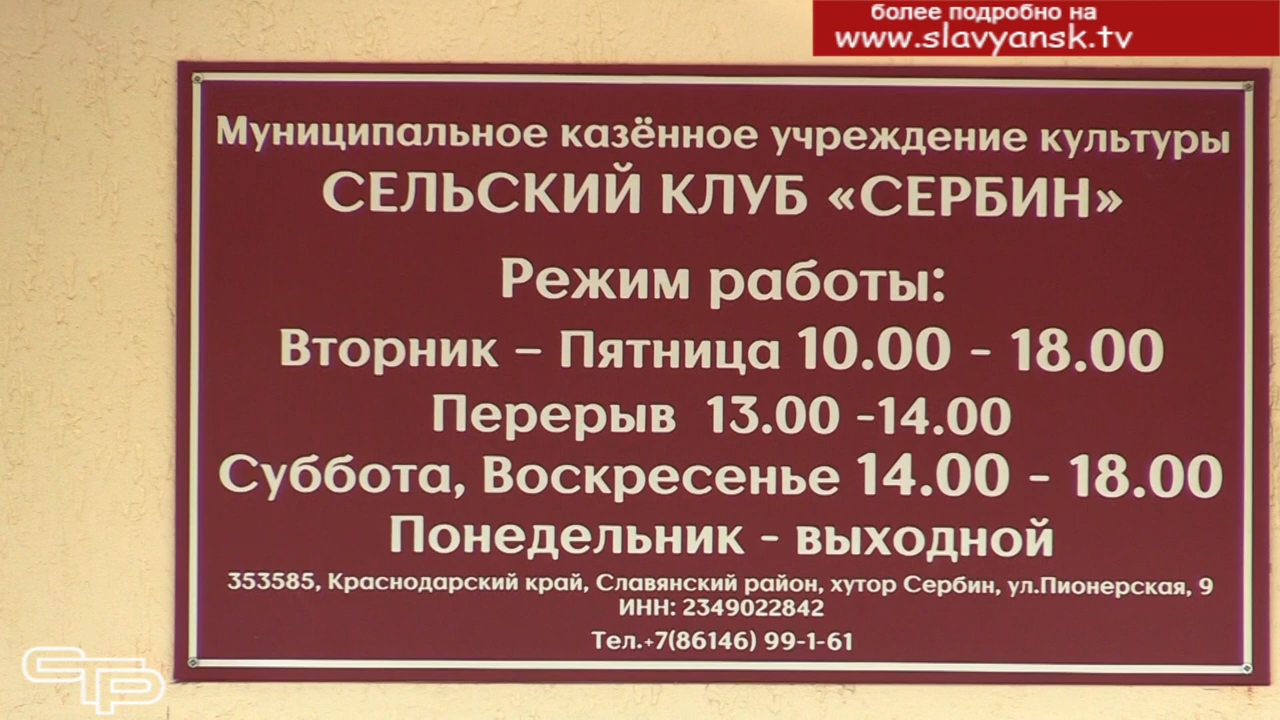 более подробно на
www.slavyansk.tv
Муниципальное казённое учреждение культуры
СЕЛЬСКИЙ КЛУБ «СЕРБИН»
Режим работы:
Вторник – Пятница 10.00 - 18.00
Перерыв 13.00 -14.00
Суббота, Воскресенье 14.00 - 18.00
Понедельник - выходной
353585, Краснодарский край, Славянский район, хутор Сербин, ул.Пионерская, 9
ИНН: 2349022842
Тел.+7(86146) 99-1-61
СТР